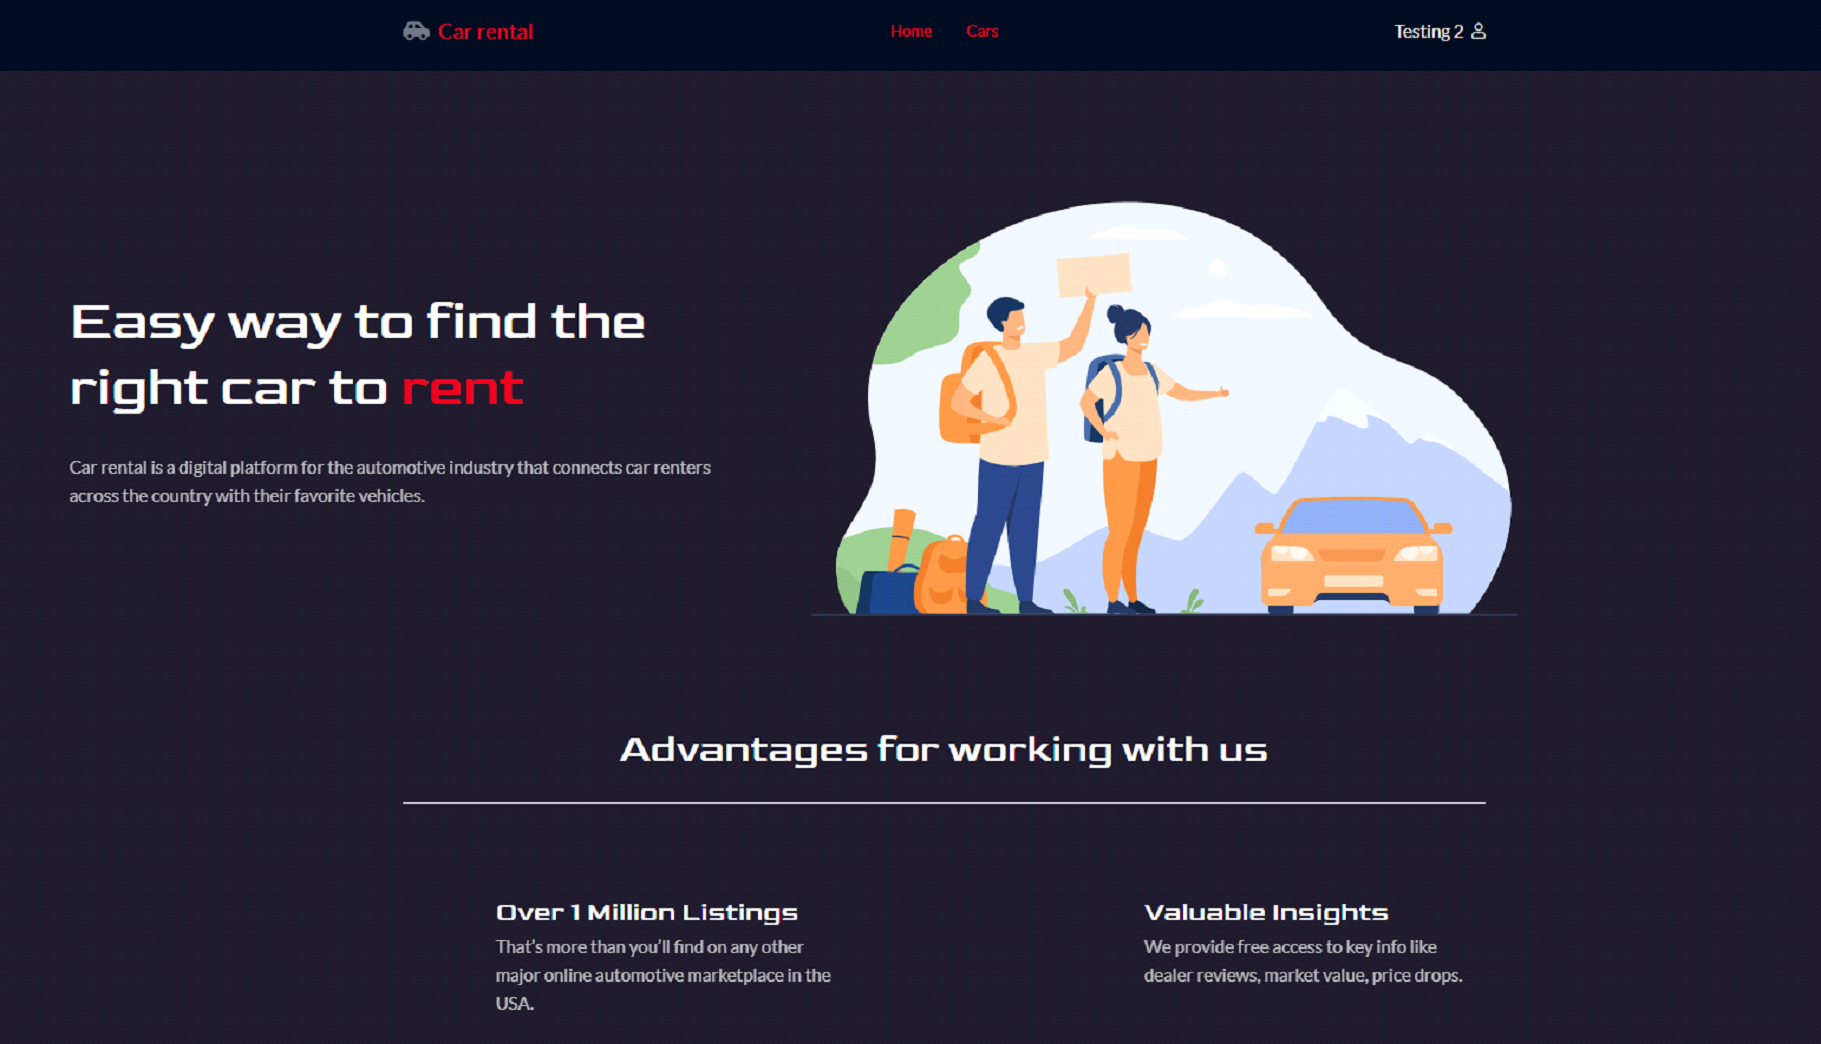 Car rental
Home
Cars
Testing 2
Easy way to find the
right car to rent
Car rental is a digital platform for the automotive industry that connects car renters
across the country with their favorite vehicles.
Advantages for working with us
Over 1 Million Listings
That's more than you'll find on any other
major online automotive marketplace in the
USA.
Valuable Insights
We provide free access to key info like
dealer reviews, market value, price drops.